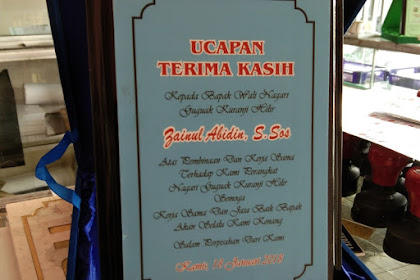 UCAPAN
TERIMA KASIH
Kepada Bapak Wali Nagari
Guguak Kuranji Hilir
Zainul Abidin, S.Sos
Atas Pembinaan Dan Kerja Sama
Terhadap Kami Perangkat
Nagari Guguak Kuranji Hilir
Semoga
Kerja Sama Dan Jasa Baik Bapak
Akan Selalu Kami Kenang
Salam Perpisahan Dari Kami
Januari 2018